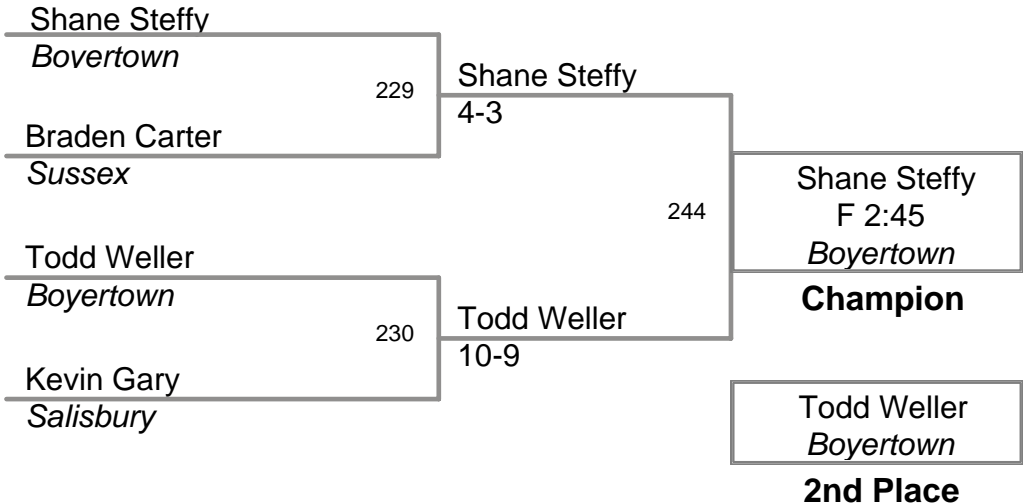 Shane Steffy
Boyertown
229
Braden Carter
Sussex
Shane Steffy
4-3
Todd Weller
Boyertown
230
Kevin Gary
Salisbury
Todd Weller
10-9
244
Shane Steffy
F 2:45
Boyertown
Champion
Todd Weller
Boyertown
2nd Place